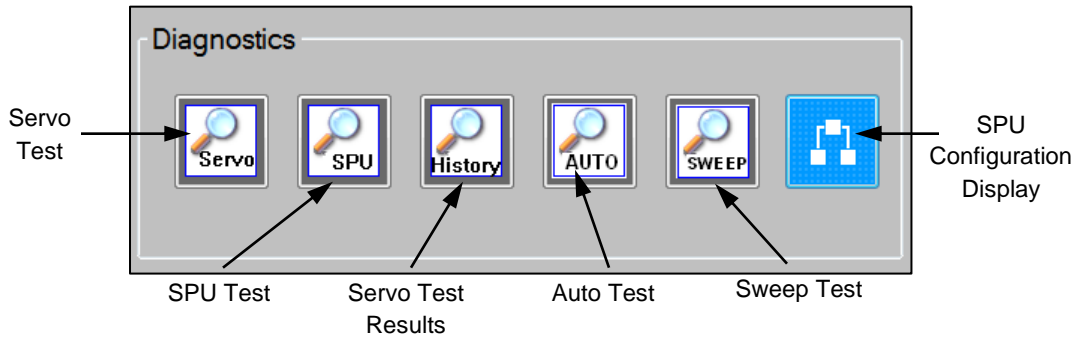 Diagnostics
Servo
Test
Servo
SPU
History
AUTO
SWEEP
SPU
Configuration
Display
SPU Test
Servo Test
Results
Auto Test
Sweep Test